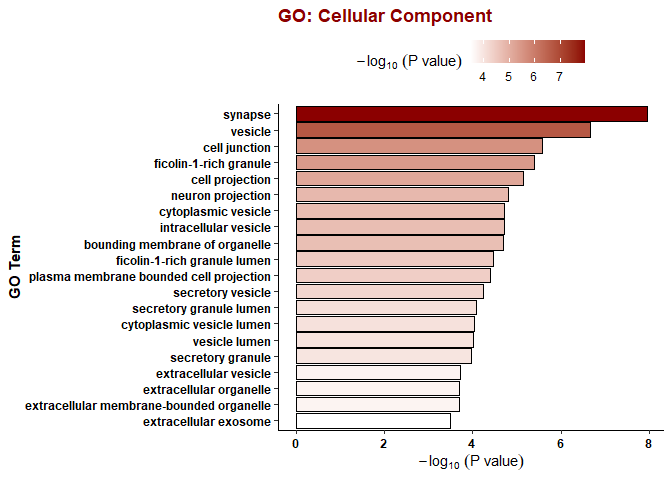 GO: Cellular Component
−log10 (P value)
4 5 6 7
synapse
vesicle
cell junction
ficolin-1-rich granule
cell projection
neuron projection
cytoplasmic vesicle
intracellular vesicle
bounding membrane of organelle
ficolin-1-rich granule lumen
plasma membrane bounded cell projection
secretory vesicle
secretory granule lumen
cytoplasmic vesicle lumen
vesicle lumen
secretory granule
extracellular vesicle
extracellular organelle
extracellular membrane-bounded organelle
extracellular exosome
GO Term
0 2 4 6 8
−log10 (P value)